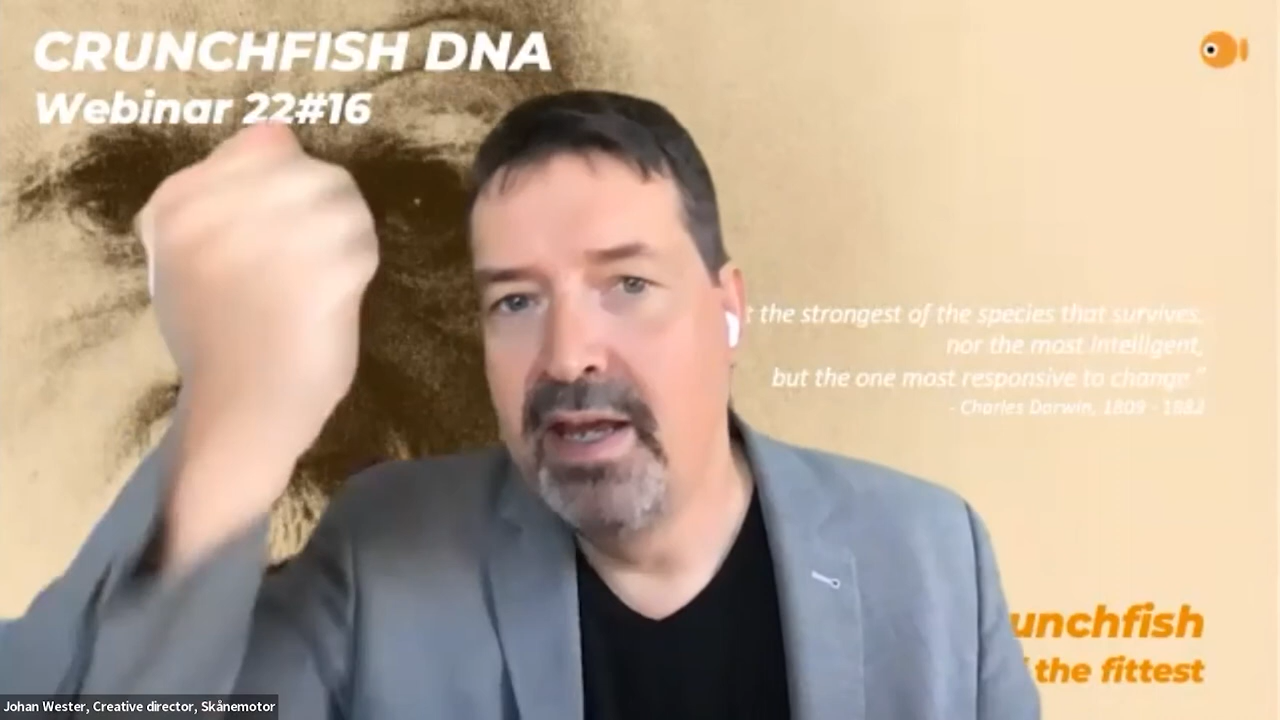 CRUNCHFISH DNA
Webinar 22#16
t the strongest of the species that survives,
nor the most intelligent,
but the one most responsive to change."
- Charles Darwin, 1809 - 1882
unchfish
the fittest
Johan Wester, Creative director, Skånemotor